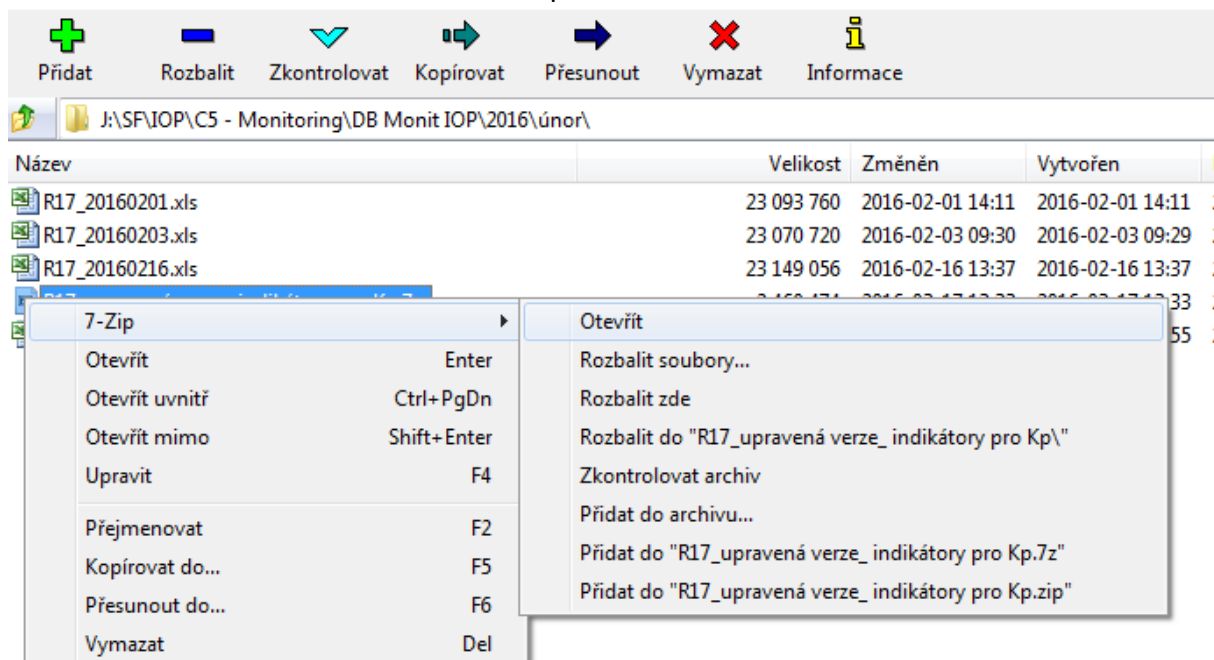 Přidat Rozbalit Zkontrolovat Kopírovat Přesunout Vymazat Informace
J:\SF\IOP\C5 - Monitoring\DB Monit IOP\2016\únor\
Název Velikost Změněn Vytvořen
R17_20160201.xls 23 093 760 2016-02-01 14:11 2016-02-01 14:11
R17_20160203.xls 23 070 720 2016-02-03 09:30 2016-02-03 09:29
R17_20160216.xls 23 149 056 2016-02-16 13:37 2016-02-16 13:37
33
55
7-Zip
Otevřít Enter
Otevřít uvnitř Ctrl+PgDn
Otevřít mimo Shift+Enter
Upravit F4
Přejmenovat F2
Kopírovat do... F5
Přesunout do... F6
Vymazat Del
Otevřít
Rozbalit soubory...
Rozbalit zde
Rozbalit do "R17_upravená verze_ indikátory pro Kp\"
Zkontrolovat archiv
Přidat do archivu...
Přidat do "R17_upravená verze_ indikátory pro Kp.7z"
Přidat do "R17_upravená verze_ indikátory pro Kp.zip"